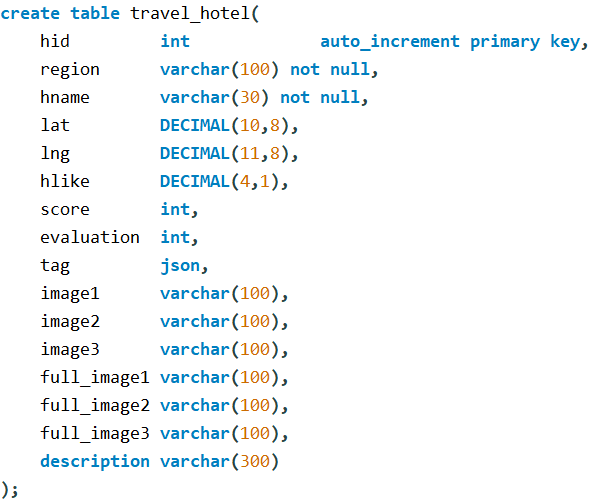 create table travel_hotel(
hid int auto_increment primary key,
region varchar(100) not null,
hname varchar(30) not null,
lat DECIMAL(10,8),
lng DECIMAL(11,8),
hlike DECIMAL(4,1),
score int,
evaluation int,
tag json,
image1 varchar(100),
image2 varchar(100),
image3 varchar(100),
full_image1 varchar(100),
full_image2 varchar(100),
full_image3 varchar(100),
description varchar(300)
);